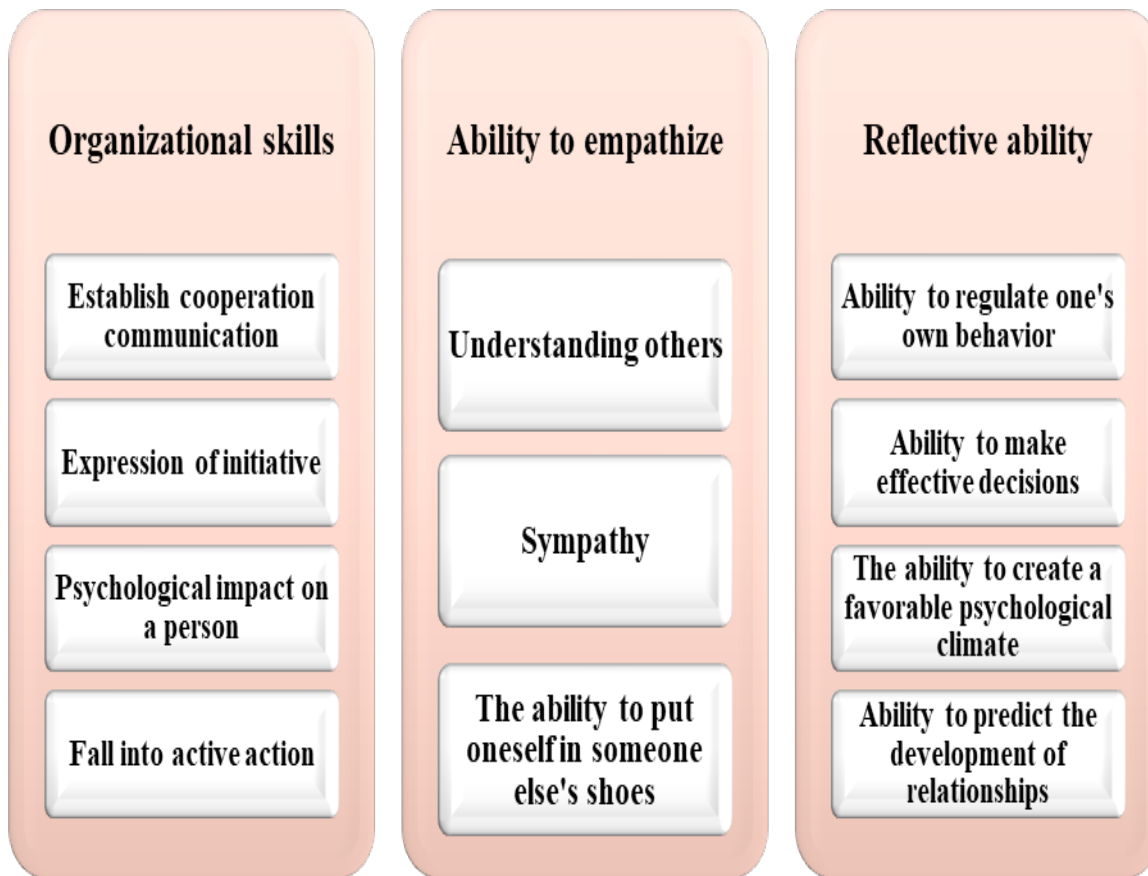 Organizational skills
Establish cooperation
communication
Expression of initiative
Psychological impact on
a person
Fall into active action
Ability to empathize
Understanding others
Sympathy
The ability to put
oneself in someone
else's shoes
Reflective ability
Ability to regulate one's
own behavior
Ability to make
effective decisions
The ability to create a
favorable psychological
climate
Ability to predict the
development of
relationships